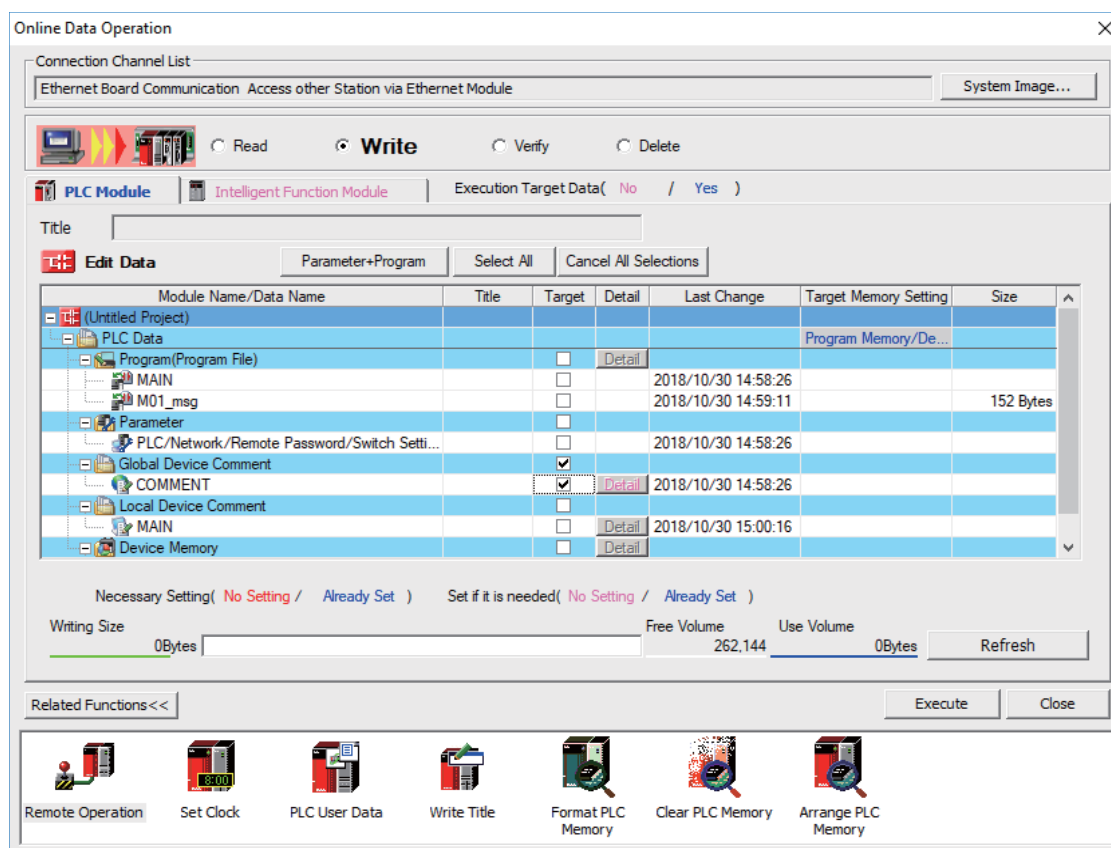 Online Data Operation
Connection Channel List
Ethernet Board Communication  Access other Station via Ethernet Module
System Image...
Read Write Verify Delete
PLC Module Intelligent Function Module Execution Target Data( No / Yes )
Title
Edit Data Parameter+Program Select All Cancel All Selections
Module Name/Data Name Title Target Detail Last Change Target Memory Setting Size
(Untitled Project)
PLC Data Program Memory/De...
Program(Program File) Detail
MAIN 2018/10/30 14:58:26
M01_msg 2018/10/30 14:59:11 152 Bytes
Parameter
PLC/Network/Remote Password/Switch Setti... 2018/10/30 14:58:26
Global Device Comment
COMMENT Detail 2018/10/30 14:58:26
Local Device Comment
MAIN Detail 2018/10/30 15:00:16
Device Memory Detail
Necessary Setting( No Setting / Already Set ) Set if it is needed( No Setting / Already Set )
Writing Size Free Volume Use Volume
0Bytes 262,144 0Bytes Refresh
Related Functions<< Execute Close
8:00
Remote Operation Set Clock PLC User Data Write Title Format PLC Memory Clear PLC Memory Arrange PLC Memory